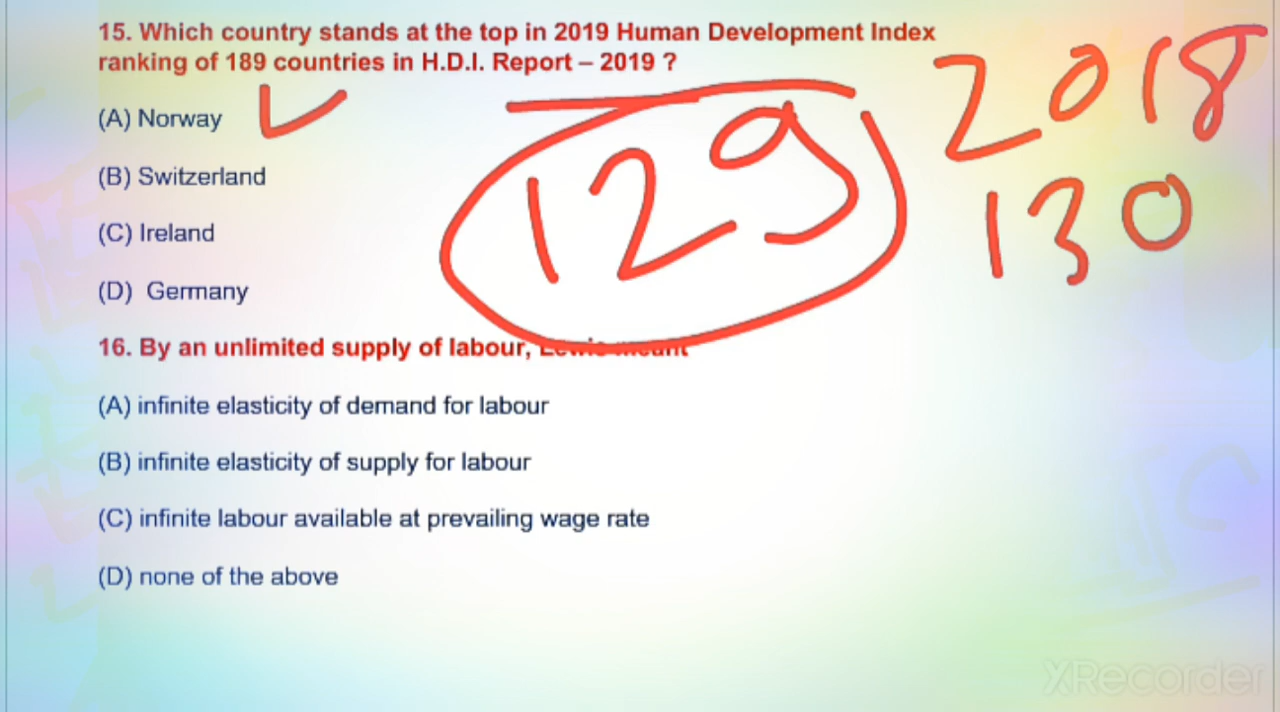 15. Which country stands at the top in 2019 Human Development Index
ranking of 189 countries in H.D.I. Report – 2019 ?
2018
(A) Norway
129
130
(B) Switzerland
(C) Ireland
(D) Germany
16. By an unlimited supply of labour, Lewis meant
(A) infinite elasticity of demand for labour
(B) infinite elasticity of supply for labour
(C) infinite labour available at prevailing wage rate
(D) none of the above
XRecorder